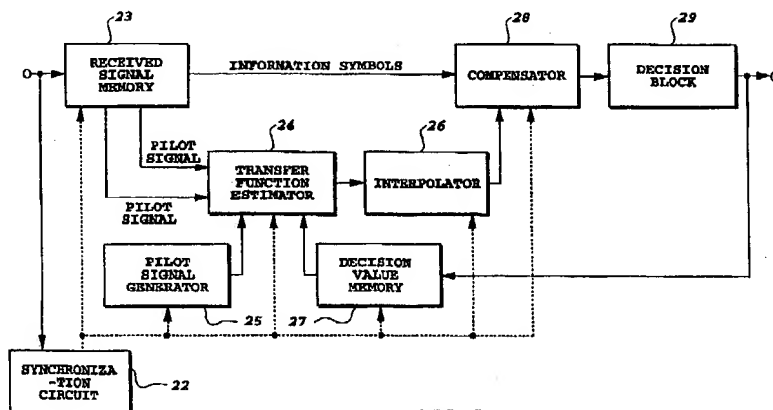 23
28
29
RECEIVED
SIGNAL
MEMORY
INFORMATION SYMBOLS
COMPENSATOR
DECISION
BLOCK
PILOT
SIGNAL
24
26
TRANSFER
FUNCTION
ESTIMATOR
INTERPOLATOR
PILOT
SIGNAL
PILOT
SIGNAL
GENERATOR
DECISION
VALUE
MEMORY
25
27
SYNCHRONIZA
-TION
CIRCUIT
22